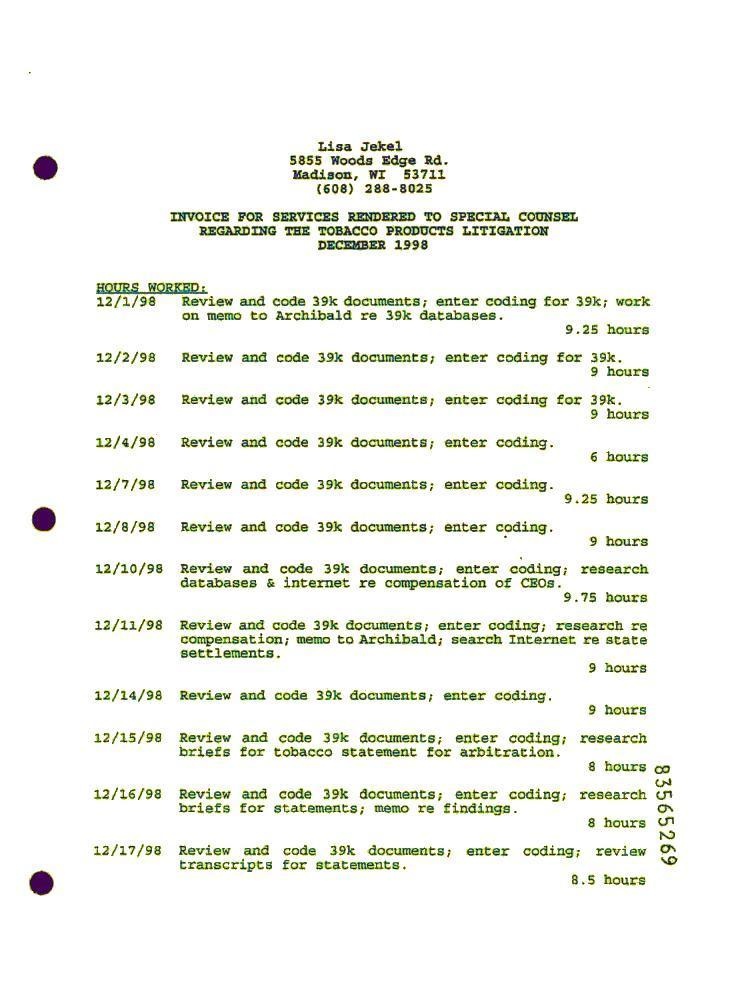 Lisa Jekel
5855 Woods Edge Rd.
Madison, WI 53711
(608) 288-8025
INVOICE FOR SERVICES RENDERED TO SPECIAL COUNSEL
REGARDING THE TOBACCO PRODUCTS LITIGATION
DECEMBER 1998
HOURS WORKED:
12/1/98 Review and code 39k documents; enter coding for 39k; work
on memo to Archibald re 39k databases.
9.25 hours
12/2/98 Review and code 39k documents; enter coding for 39k.
9 hours
12/3/98 Review and code 39k documents; enter coding for 39k.
9 hours
12/4/98 Review and code 39k documents; enter coding.
6 hours
12/7/98 Review and code 39k documents; enter coding.
9.25 hours
12/8/98 Review and code 39k documents; enter coding.
9 hours
12/10/98 Review and code 39k documents; enter coding; research
databases & internet re compensation of CEOs.
9.75 hours
12/11/98 Review and code 39k documents; enter coding; research re
compensation; memo to Archibald; search Internet re state
settlements.
9 hours
12/14/98 Review and code 39k documents; enter coding.
9 hours
12/15/98 Review and code 39k documents; enter coding; research
briefs for tobacco statement for arbitration.
8 hours
12/16/98 Review and code 39k documents; enter coding; research
briefs for statements; memo re findings.
8 hours
12/17/98 Review and code 39k documents; enter coding; review
transcripts for statements.
8.5 hours
83565269